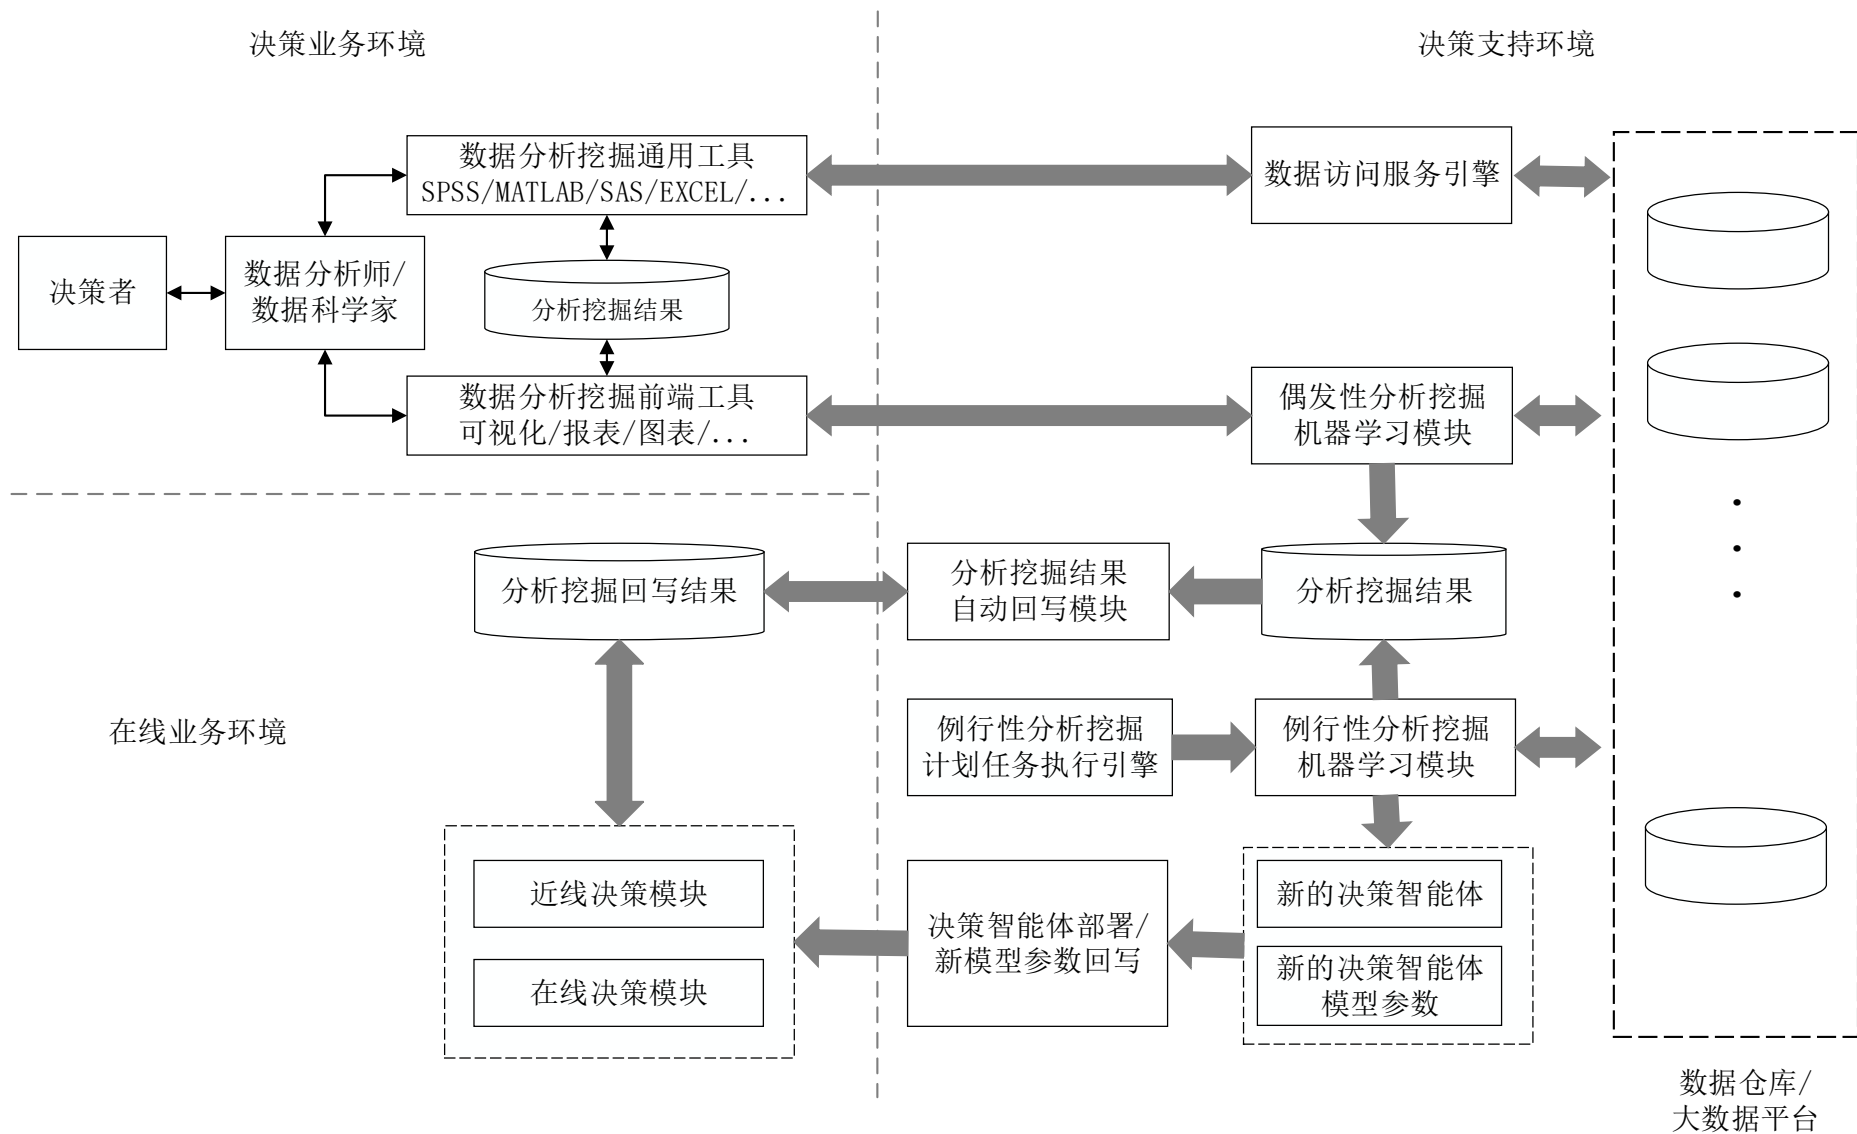 决策业务环境
决策支持环境
数据分析挖掘通用工具
SPSS/MATLAB/SAS/EXCEL/...
数据访问服务引擎
决策者
数据分析师/
数据科学家
分析挖掘结果
数据分析挖掘前端工具
可视化/报表/图表/...
偶发性分析挖掘
机器学习模块
分析挖掘回写结果
分析挖掘结果
自动回写模块
分析挖掘结果
在线业务环境
例行性分析挖掘
计划任务执行引擎
例行性分析挖掘
机器学习模块
近线决策模块
在线决策模块
决策智能体部署/
新模型参数回写
新的决策智能体
新的决策智能体
模型参数
数据仓库/
大数据平台